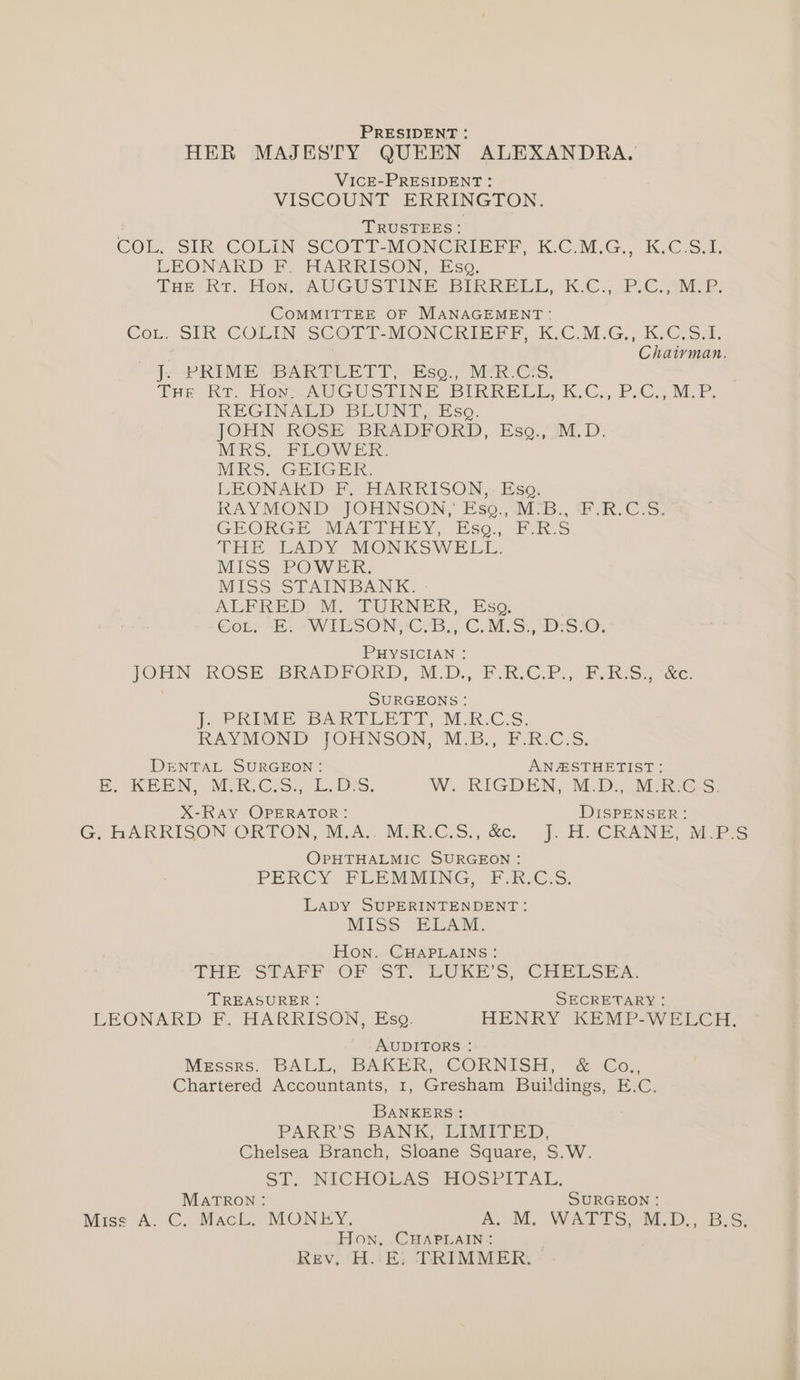 PRESIDENT :
HER MAJESTY QUEEN ALEXANDRA.
VICE-PRESIDENT :
VISCOUNT ERRINGTON.
TRUSTEES :
COL. SIR COLIN SCOTT-MONCRIEFF, K.C.M.G., K.C.S.I.
LEONARD F. HARRISON, ESQ.
THE RT. HON. AUGUSTINE BIRRELL, K.C., P.C., M.P.
COMMITTEE OF MANAGEMENT :
COL. SIR COLIN SCOTT-MONCRIEFF, K.C.M.G., K.C.S.I.
Chairman.
J. PRIME BARTLETT, ESQ., M.R.C.S.
THE RT. HON. AUGUSTINE BIRRELL, K.C., P.C., M.P.
REGINALD BLUNT, ESQ.
JOHN ROSE BRADFORD, ESQ., M.D.
MRS. FLOWER.
MRS. GEIGER.
LEONARD F. HARRISON, ESQ.
RAYMOND JOHNSON, ESQ., M.B., F.R.C.S.
GEORGE MATTHEY, ESQ., F.R.S
THE LADY MONKSWELL.
MISS POWER.
MISS STAINBANK.
ALFRED M. TURNER, ESQ.
COL. E. WILSON, C.B., C.M.S., D.S.O.
PHYSICIAN :
JOHN ROSE BRADFORD, M.D., F.R.C.P., F.R.S., &c.
SURGEONS :
J. PRIME BARTLETT, M.R.C.S.
RAYMOND JOHNSON, M.B., F.R.C.S.
DENTAL SURGEON : ANÆSTHETIST :
E. KEEN, M.R.C.S., L.D.S. W. RIGDEN, M.D., M.R.C S.
X-RAY OPERATOR : DISPENSER :
G. HARRISON ORTON, M.A.. M.R.C.S., &c. J. H. CRANE, M.P.S
OPHTHALMIC SURGEON :
PERCY FLEMMING, F.R.C.S.
LADY SUPERINTENDENT :
MISS ELAM.
HON. CHAPLAINS :
THE STAFF OF ST. LUKE'S, CHELSEA.
TREASURER : SECRETARY :
LEONARD F. HARRISON, ESQ. HENRY KEMP-WELCH.
AUDITORS :
MESSRS. BALL, BAKER, CORNISH, & CO.,
Chartered Accountants, 1, Gresham Buildings, E.C.
BANKERS :
PARR'S BANK, LIMITED,
Chelsea Branch, Sloane Square, S.W.
ST. NICHOLAS HOSPITAL.
MATRON : SURGEON :
MISS A. C. MACL. MONEY. A. M. WATTS, M.D., B.S.
HON. CHAPLAIN :
REV. H. E. TRIMMER.